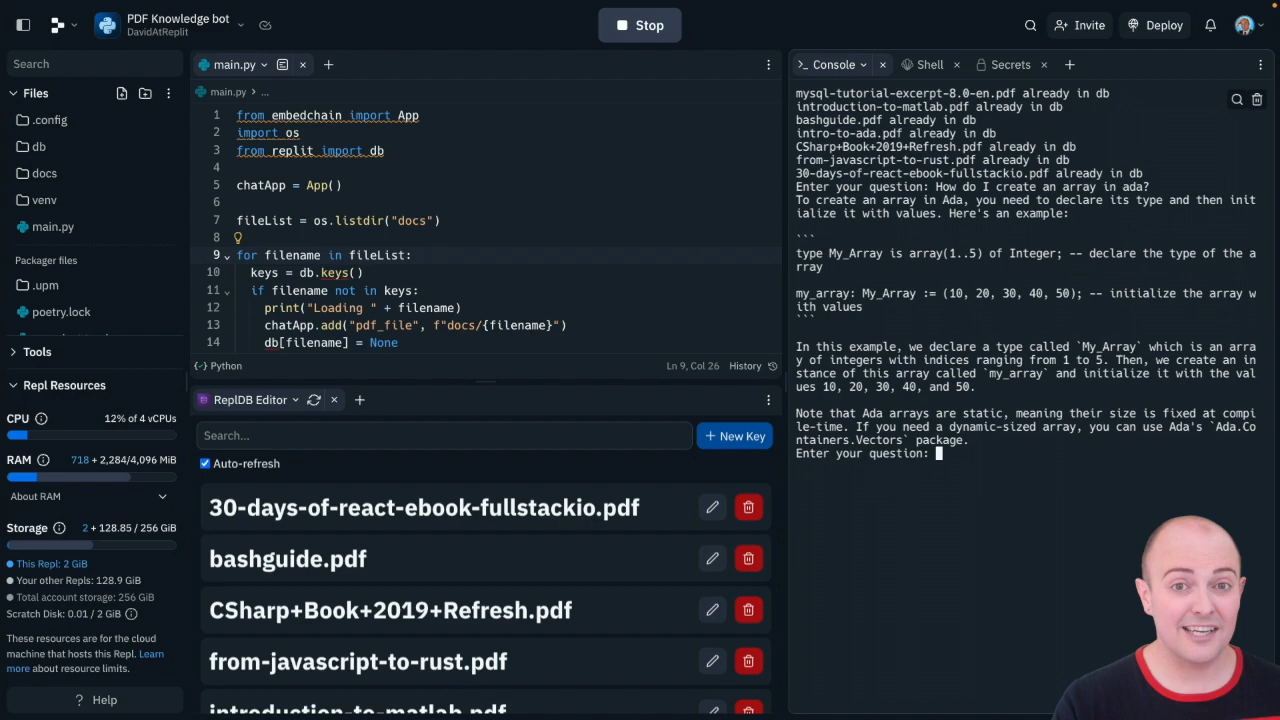 PDF Knowledge bot
DavidAtReplit
Stop
Invite
Deploy
Search
Files
.config
db
docs
venv
main.py
Packager files
.upm
poetry.lock
Tools
Repl Resources
CPU 12% of 4 vCPUs
RAM 718 + 2,284/4,096 MiB
About RAM
Storage 2 + 128.85 / 256 GiB
This Repl: 2 GiB
Your other Repls: 128.9 GiB
Total account storage: 256 GiB
Scratch Disk: 0.01 / 2 GiB
These resources are for the cloud
machine that hosts this Repl. Learn
more about resource limits.
? Help
main.py
main.py > ...
1 from embedchain import App
2 import os
3 from replit import db
4
5 chatApp = App()
6
7 fileList = os.listdir("docs")
8
9 for filename in fileList:
10 keys = db.keys()
11 if filename not in keys:
12 print("Loading " + filename)
13 chatApp.add("pdf_file", f"docs/{filename}")
14 db[filename] = None
Python
Ln 9, Col 26 History
ReplDB Editor
Search...
+ New Key
Auto-refresh
30-days-of-react-ebook-fullstackio.pdf
bashguide.pdf
CSharp+Book+2019+Refresh.pdf
from-javascript-to-rust.pdf
introduction-to-matlab.pdf
Console
Shell
Secrets
mysql-tutorial-excerpt-8.0-en.pdf already in db
introduction-to-matlab.pdf already in db
bashguide.pdf already in db
intro-to-ada.pdf already in db
CSharp+Book+2019+Refresh.pdf already in db
from-javascript-to-rust.pdf already in db
30-days-of-react-ebook-fullstackio.pdf already in db
Enter your question: How do I create an array in ada?
To create an array in Ada, you need to declare its type and then init
ialize it with values. Here's an example:
```
type My_Array is array(1..5) of Integer; -- declare the type of the a
rray
my_array: My_Array := (10, 20, 30, 40, 50); -- initialize the array w
ith values
```
In this example, we declare a type called `My_Array` which is an arra
y of integers with indices ranging from 1 to 5. Then, we create an in
stance of this array called `my_array` and initialize it with the val
ues 10, 20, 30, 40, and 50.
Note that Ada arrays are static, meaning their size is fixed at compi
le-time. If you need a dynamic-sized array, you can use Ada's `Ada.Co
ntainers.Vectors` package.
Enter your question: